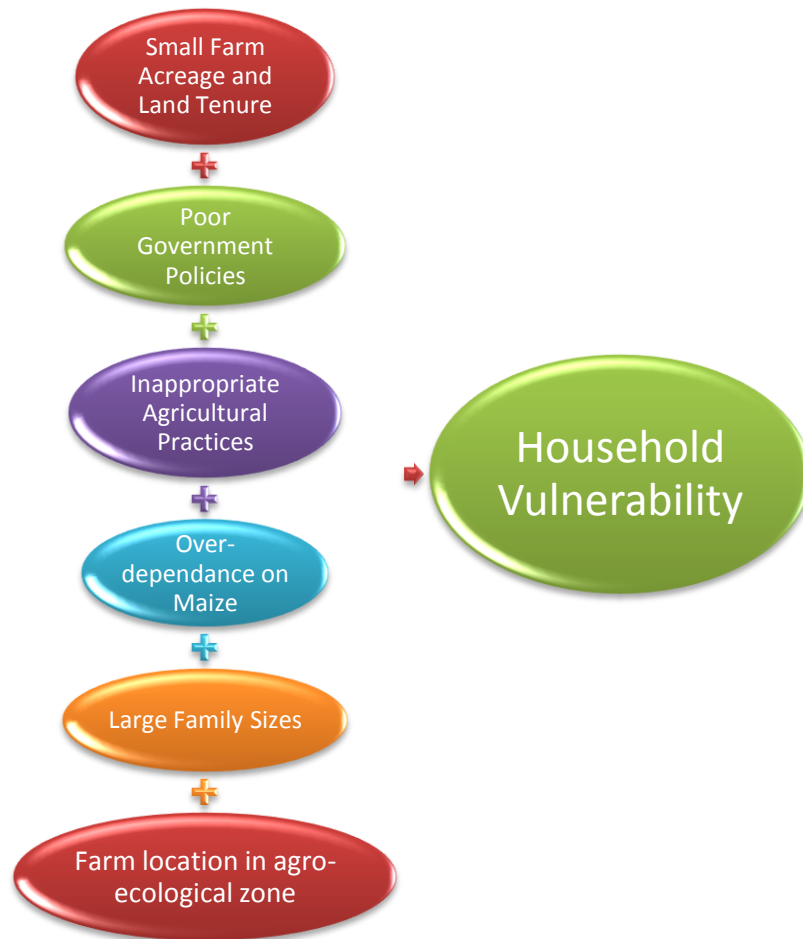 Small Farm
Acreage and
Land Tenure
Poor
Government
Policies
Inappropriate
Agricultural
Practices
Over-
dependance on
Maize
Large Family Sizes
Farm location in agro-
ecological zone
Household
Vulnerability